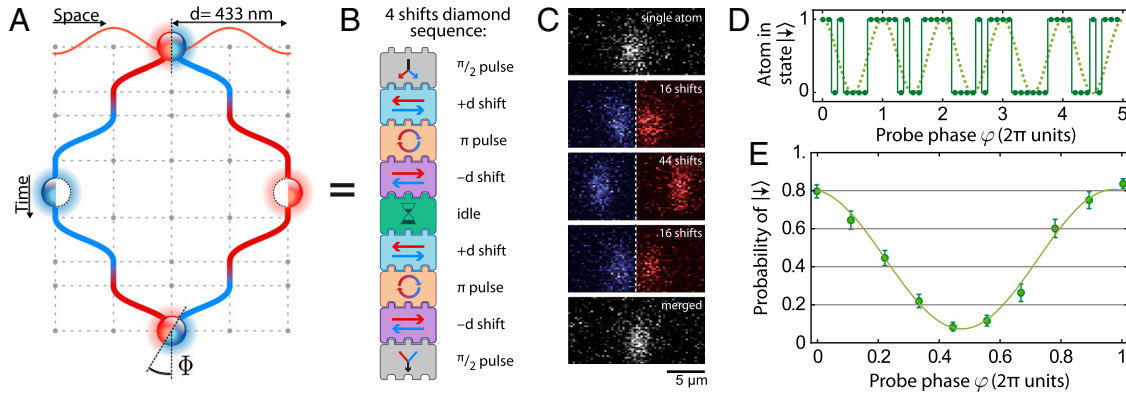 A
Space
d= 433 nm
Time
Φ
=
B
4 shifts diamond
sequence:
π/2 pulse
+d shift
π pulse
−d shift
idle
+d shift
π pulse
−d shift
π/2 pulse
C
single atom
16 shifts
44 shifts
16 shifts
merged
5 μm
D
Atom in
state |↓⟩
1
0
0 1 2 3 4 5
Probe phase φ (2π units)
E
Probability of |↓⟩
1.
0.8
0.6
0.4
0.2
0
0 0.2 0.4 0.6 0.8 1
Probe phase φ (2π units)